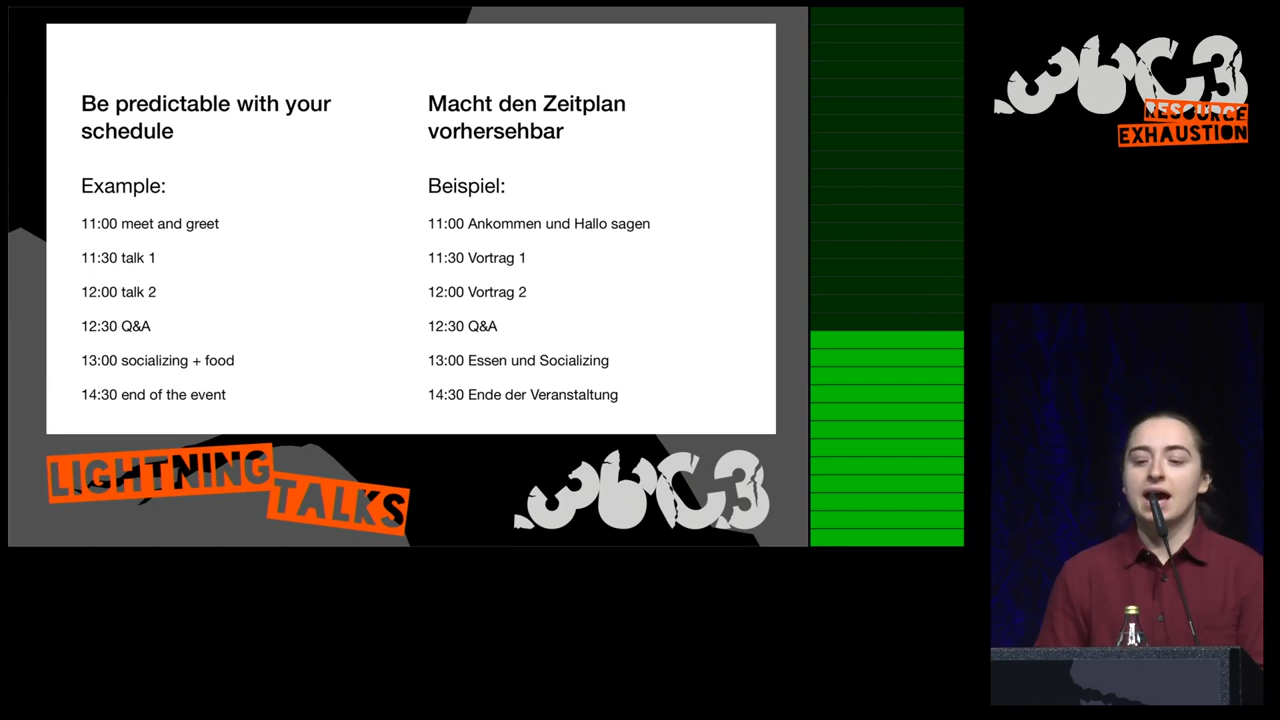 Be predictable with your
schedule
Example:
11:00 meet and greet
11:30 talk 1
12:00 talk 2
12:30 Q&A
13:00 socializing + food
14:30 end of the event
Macht den Zeitplan
vorhersehbar
Beispiel:
11:00 Ankommen und Hallo sagen
11:30 Vortrag 1
12:00 Vortrag 2
12:30 Q&A
13:00 Essen und Socializing
14:30 Ende der Veranstaltung
LIGHTNING
TALKS
.36C3
.36C3
RESOURCE
EXHAUSTION